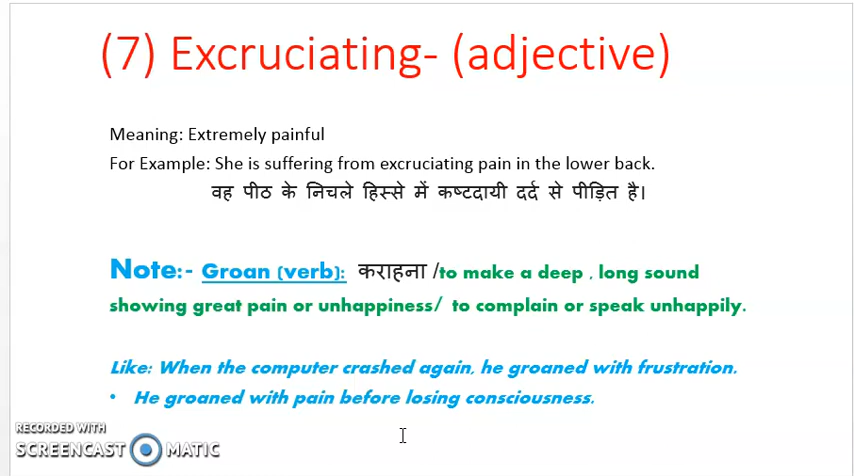 (7) Excruciating- (adjective)
Meaning: Extremely painful
For Example: She is suffering from excruciating pain in the lower back.
वह पीठ के निचले हिस्से में कष्टदायी दर्द से पीड़ित है।
Note:- Groan (verb): कराहना /to make a deep , long sound
showing great pain or unhappiness/ to complain or speak unhappily.
Like: When the computer crashed again, he groaned with frustration.
• He groaned with pain before losing consciousness.
RECORDED WITH
SCREENCAST MATIC